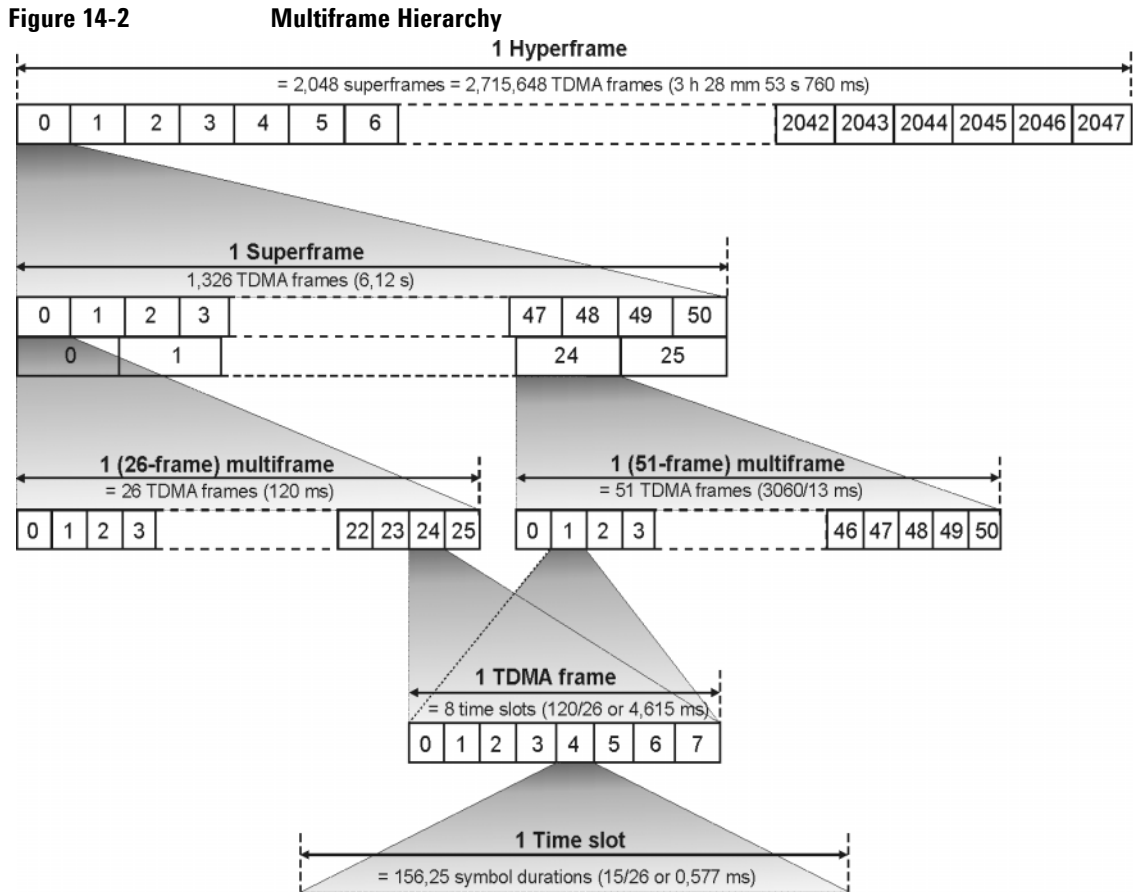 Figure 14-2 Multiframe Hierarchy
1 Hyperframe
= 2,048 superframes = 2,715,648 TDMA frames (3 h 28 mm 53 s 760 ms)
0 1 2 3 4 5 6 2042 2043 2044 2045 2046 2047
1 Superframe
1,326 TDMA frames (6,12 s)
0 1 2 3 47 48 49 50
0 1 24 25
1 (26-frame) multiframe 1 (51-frame) multiframe
= 26 TDMA frames (120 ms) = 51 TDMA frames (3060/13 ms)
0 1 2 3 22 23 24 25 0 1 2 3 46 47 48 49 50
1 TDMA frame
= 8 time slots (120/26 or 4,615 ms)
0 1 2 3 4 5 6 7
1 Time slot
= 156,25 symbol durations (15/26 or 0,577 ms)